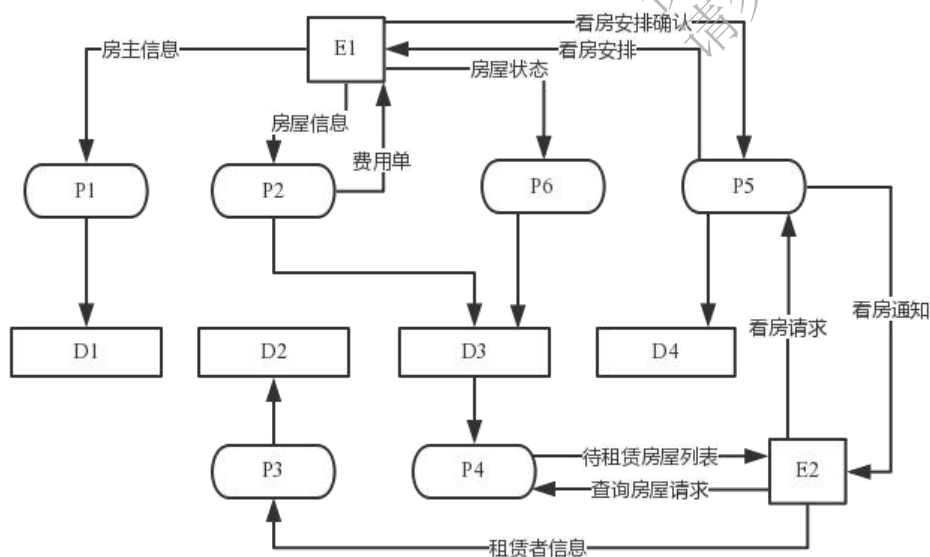 看房安排确认
E1
房主信息
看房安排
房屋状态
房屋信息
费用单
P1
P2
P6
P5
看房请求
看房通知
D1
D2
D3
D4
P3
P4
待租赁房屋列表
E2
查询房屋请求
租赁者信息